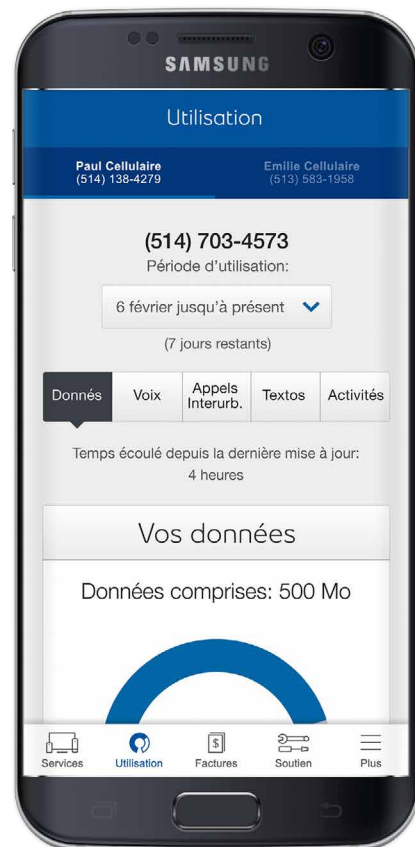 SAMSUNG
Utilisation
Paul Cellulaire
(514) 138-4279
Emilie Cellulaire
(513) 583-1958
(514) 703-4573
Période d'utilisation:
6 février jusqu'à présent
(7 jours restants)
Donnés
Voix
Appels
Interurb.
Textos
Activités
Temps écoulé depuis la dernière mise à jour:
4 heures
Vos données
Données comprises: 500 Mo
Services
Utilisation
$
Factures
Soutien
Plus